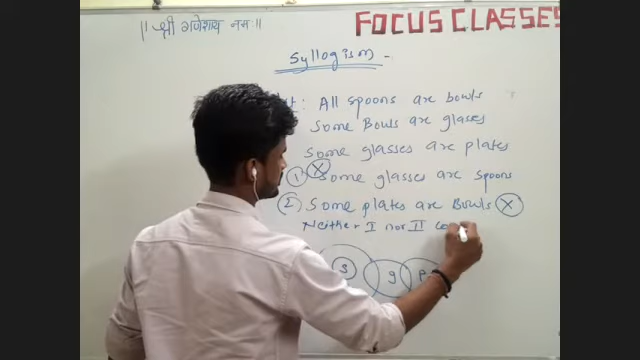 || श्री गणेशाय नमः ||
FOCUS CLASSES
Syllogism -
: All spoons are bowls
Some Bowls are glasses
Some glasses are plates
(1) (X) Some glasses are spoons
(2) Some plates are Bowls (X)
Neither I nor II
S g P